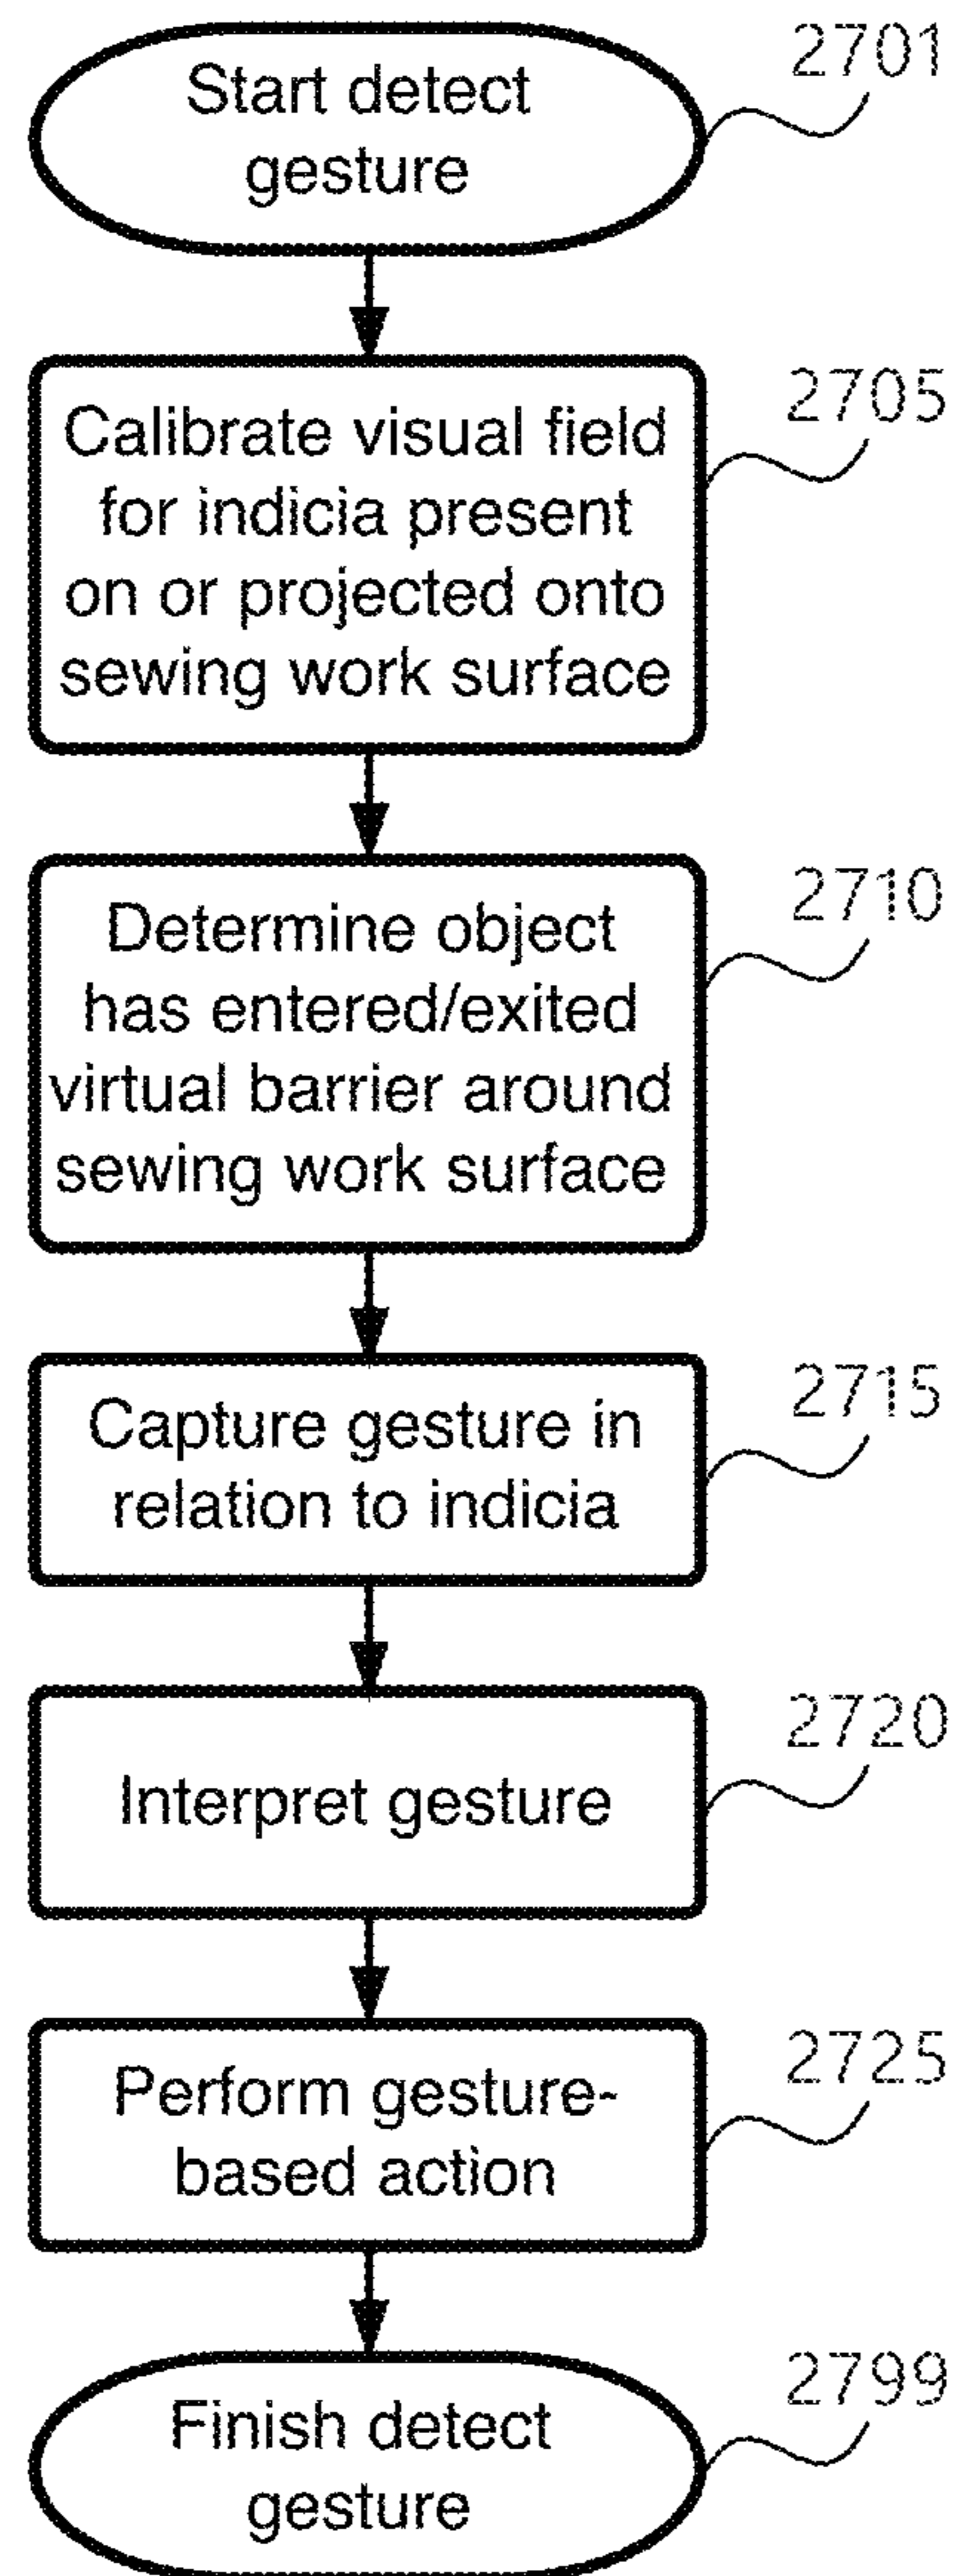 Start detect
gesture
2701
Calibrate visual field
for indicia present
on or projected onto
sewing work surface
2705
Determine object
has entered/exited
virtual barrier around
sewing work surface
2710
Capture gesture in
relation to indicia
2715
Interpret gesture
2720
Perform gesture-
based action
2725
Finish detect
gesture
2799